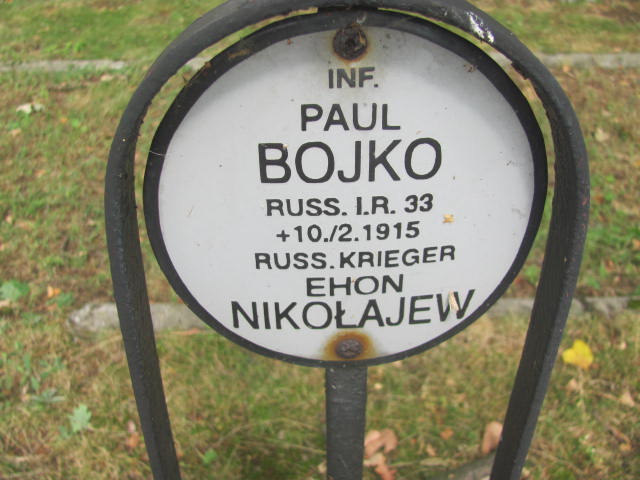 INF.
PAUL
BOJKO
RUSS. I.R. 33
+10./2.1915
RUSS. KRIEGER
EHON
NIKOŁAJEW